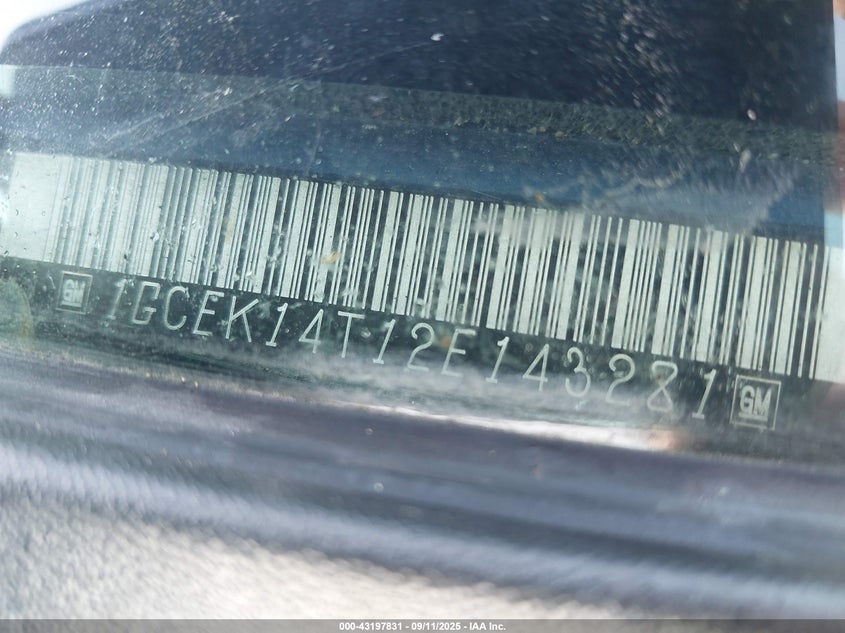 GM 1GCEK14T12E143281 GM
000-43197831 - 09/11/2025 - IAA Inc.